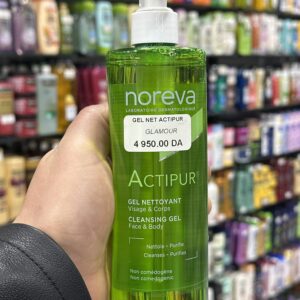 noreva
LABORATOIRE DERMATOLOGIQUE
GEL NET ACTIPUR
GLAMOUR
4 950.00 DA
ACTIPUR
GEL NETTOYANT
Visage & Corps
CLEANSING GEL
Face & Body
Nettoie - Purifie
Cleanses - Purifies
Non comédogène
Non comedogenic